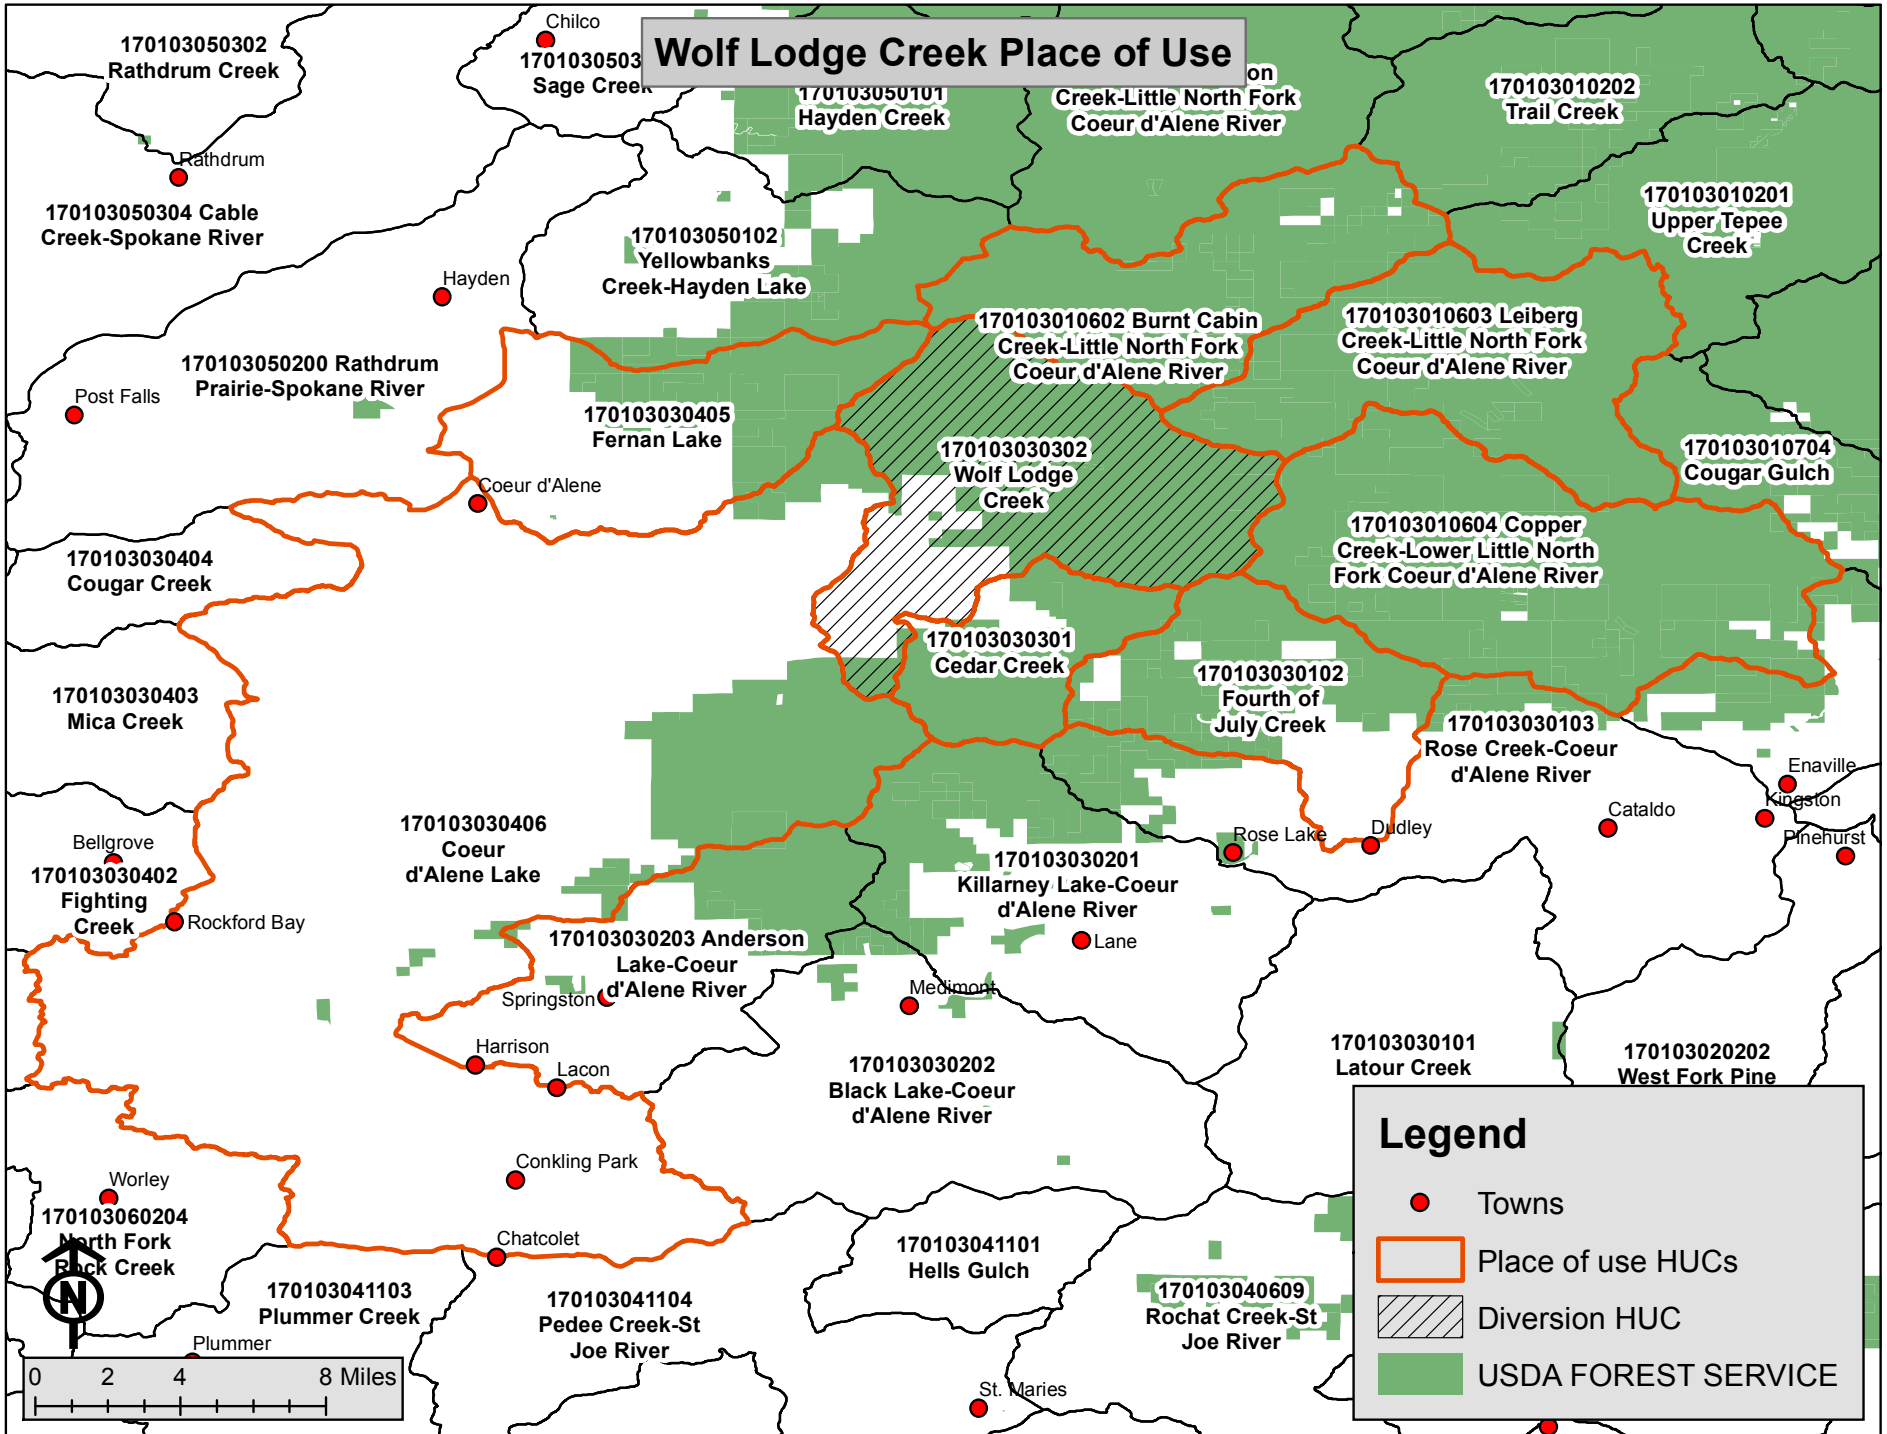 Wolf Lodge Creek Place of Use
170103050302
Rathdrum Creek
Chilco
1701030503
Sage Creek
170103050101
Hayden Creek
on
Creek-Little North Fork
Coeur d'Alene River
170103010202
Trail Creek
Rathdrum
170103050304 Cable
Creek-Spokane River
170103010201
Upper Tepee
Creek
170103050102
Yellowbanks
Creek-Hayden Lake
Hayden
170103010602 Burnt Cabin
Creek-Little North Fork
Coeur d'Alene River
170103010603 Leiberg
Creek-Little North Fork
Coeur d'Alene River
170103050200 Rathdrum
Prairie-Spokane River
Post Falls
170103030405
Fernan Lake
170103030302
Wolf Lodge
Creek
170103010704
Cougar Gulch
Coeur d'Alene
170103010604 Copper
Creek-Lower Little North
Fork Coeur d'Alene River
170103030404
Cougar Creek
170103030301
Cedar Creek
170103030102
Fourth of
July Creek
170103030403
Mica Creek
170103030103
Rose Creek-Coeur
d'Alene River
Enaville
Kingston
Cataldo
Pinehurst
Rose Lake
Dudley
170103030406
Coeur
d'Alene Lake
Bellgrove
170103030402
Fighting
Creek
Rockford Bay
170103030201
Killarney Lake-Coeur
d'Alene River
Lane
170103030203 Anderson
Lake-Coeur
d'Alene River
Springston
Medimont
Harrison
Lacon
170103030202
Black Lake-Coeur
d'Alene River
170103030101
Latour Creek
170103020202
West Fork Pine
Conkling Park
Worley
170103060204
North Fork
Rock Creek
N
Chatcolet
170103041101
Hells Gulch
170103041103
Plummer Creek
170103041104
Pedee Creek-St
Joe River
170103040609
Rochat Creek-St
Joe River
Plummer
St. Maries
0 2 4 8 Miles
Legend
Towns
Place of use HUCs
Diversion HUC
USDA FOREST SERVICE